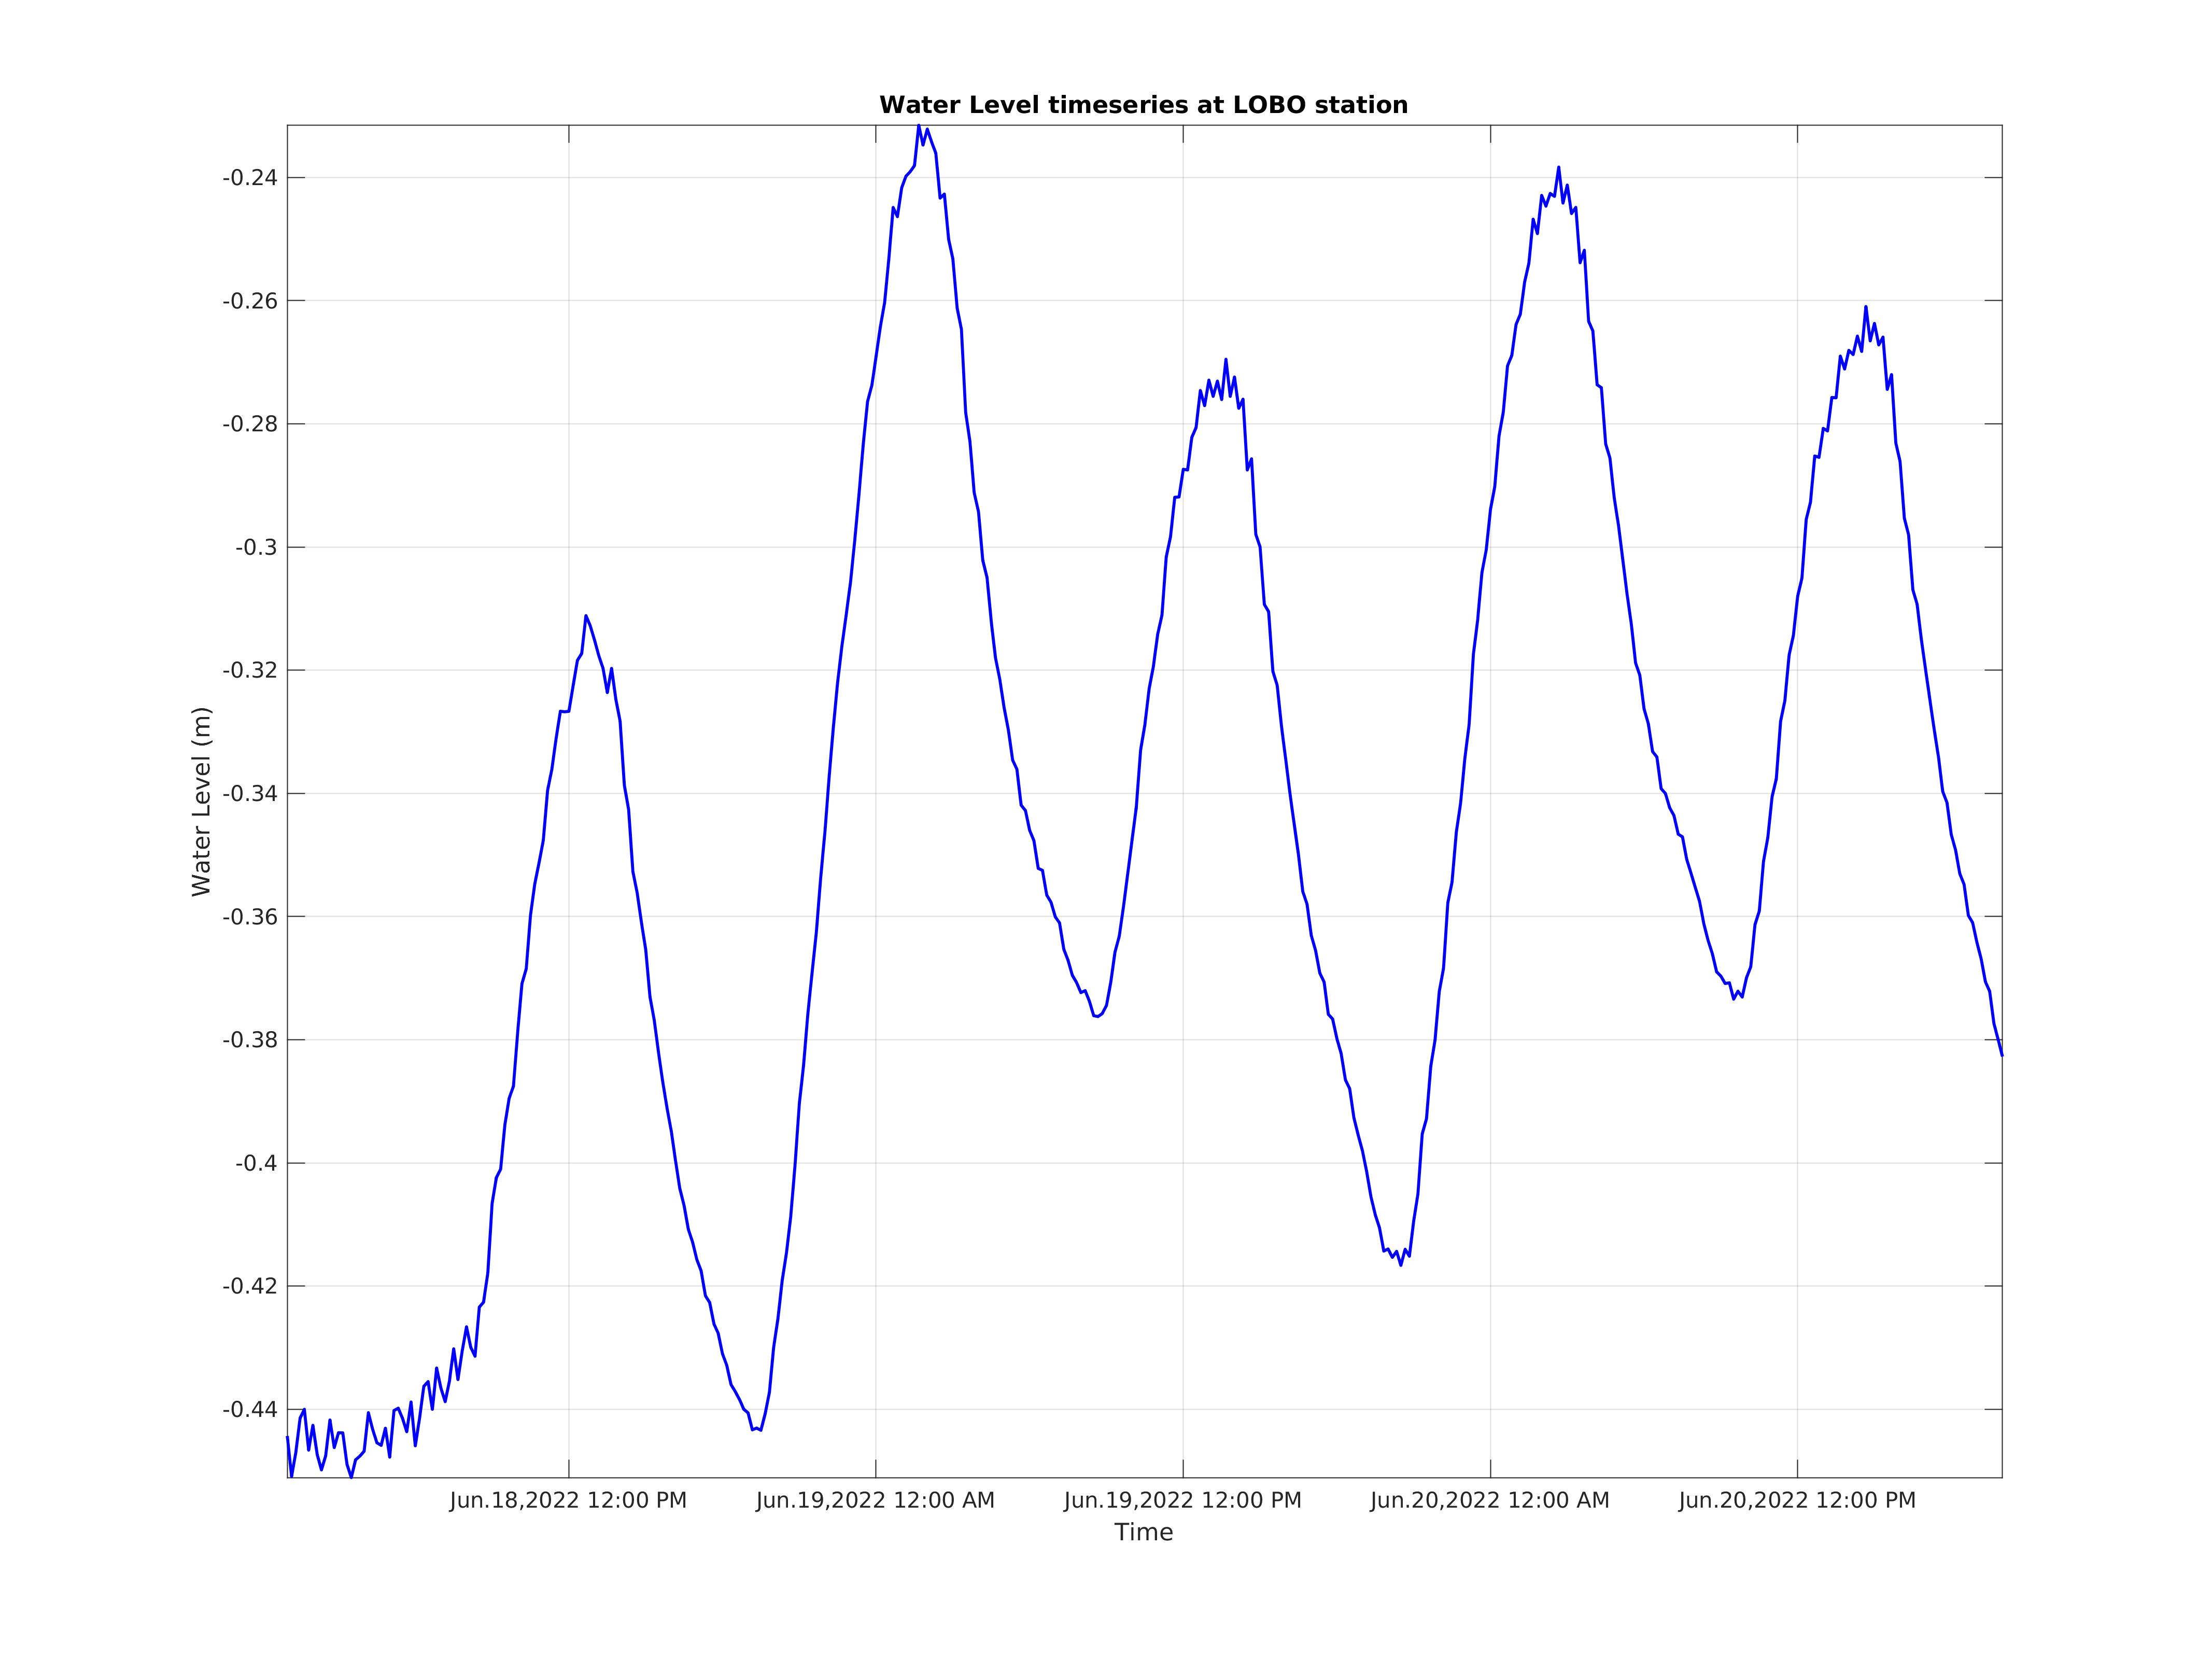 Water Level timeseries at LOBO station
-0.24
-0.26
-0.28
-0.3
-0.32
-0.34
-0.36
-0.38
-0.4
-0.42
-0.44
Water Level (m)
Jun.18,2022 12:00 PM
Jun.19,2022 12:00 AM
Jun.19,2022 12:00 PM
Jun.20,2022 12:00 AM
Jun.20,2022 12:00 PM
Time